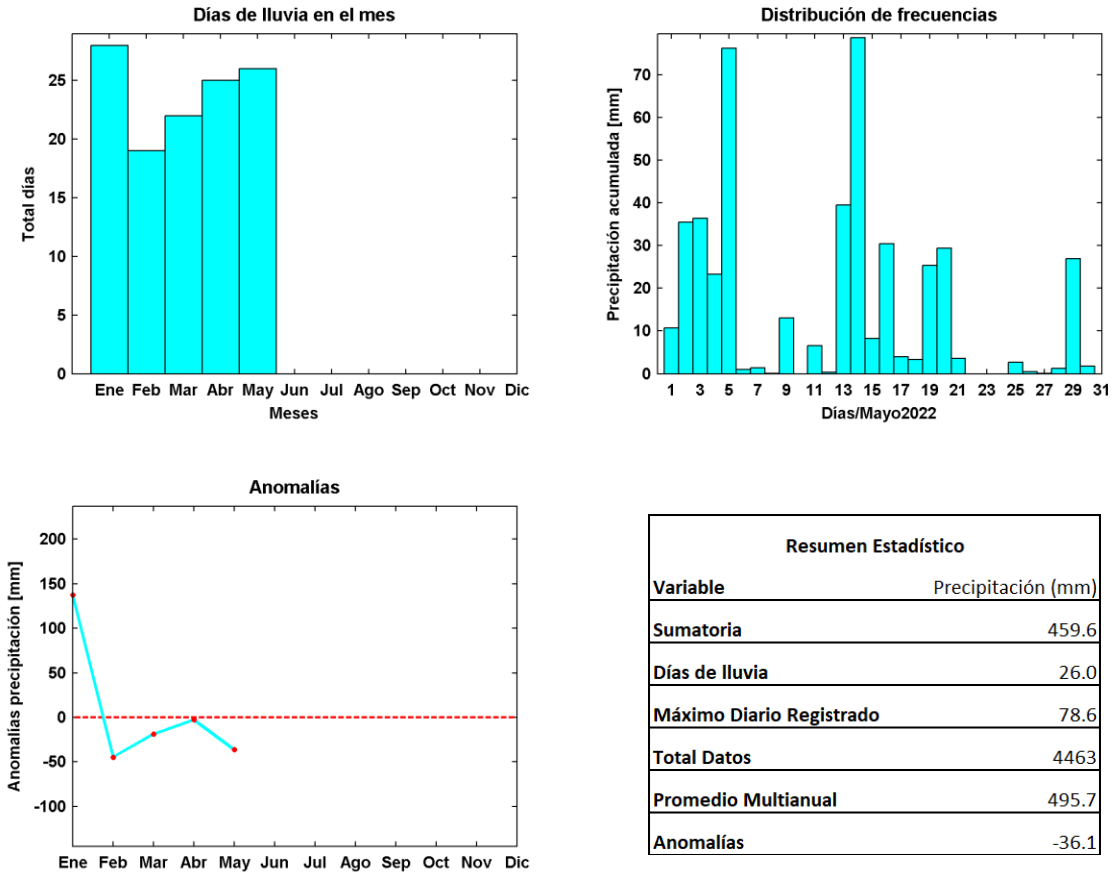 Días de lluvia en el mes
Total días
25
20
15
10
5
0
Ene Feb Mar Abr May Jun Jul Ago Sep Oct Nov Dic
Meses
Distribución de frecuencias
Precipitación acumulada [mm]
70
60
50
40
30
20
10
0
1 3 5 7 9 11 13 15 17 19 21 23 25 27 29 31
Días/Mayo2022
Anomalías
Anomalías precipitación [mm]
200
150
100
50
0
-50
-100
Ene Feb Mar Abr May Jun Jul Ago Sep Oct Nov Dic
Resumen Estadístico
Variable Precipitación (mm)
Sumatoria 459.6
Días de lluvia 26.0
Máximo Diario Registrado 78.6
Total Datos 4463
Promedio Multianual 495.7
Anomalías -36.1